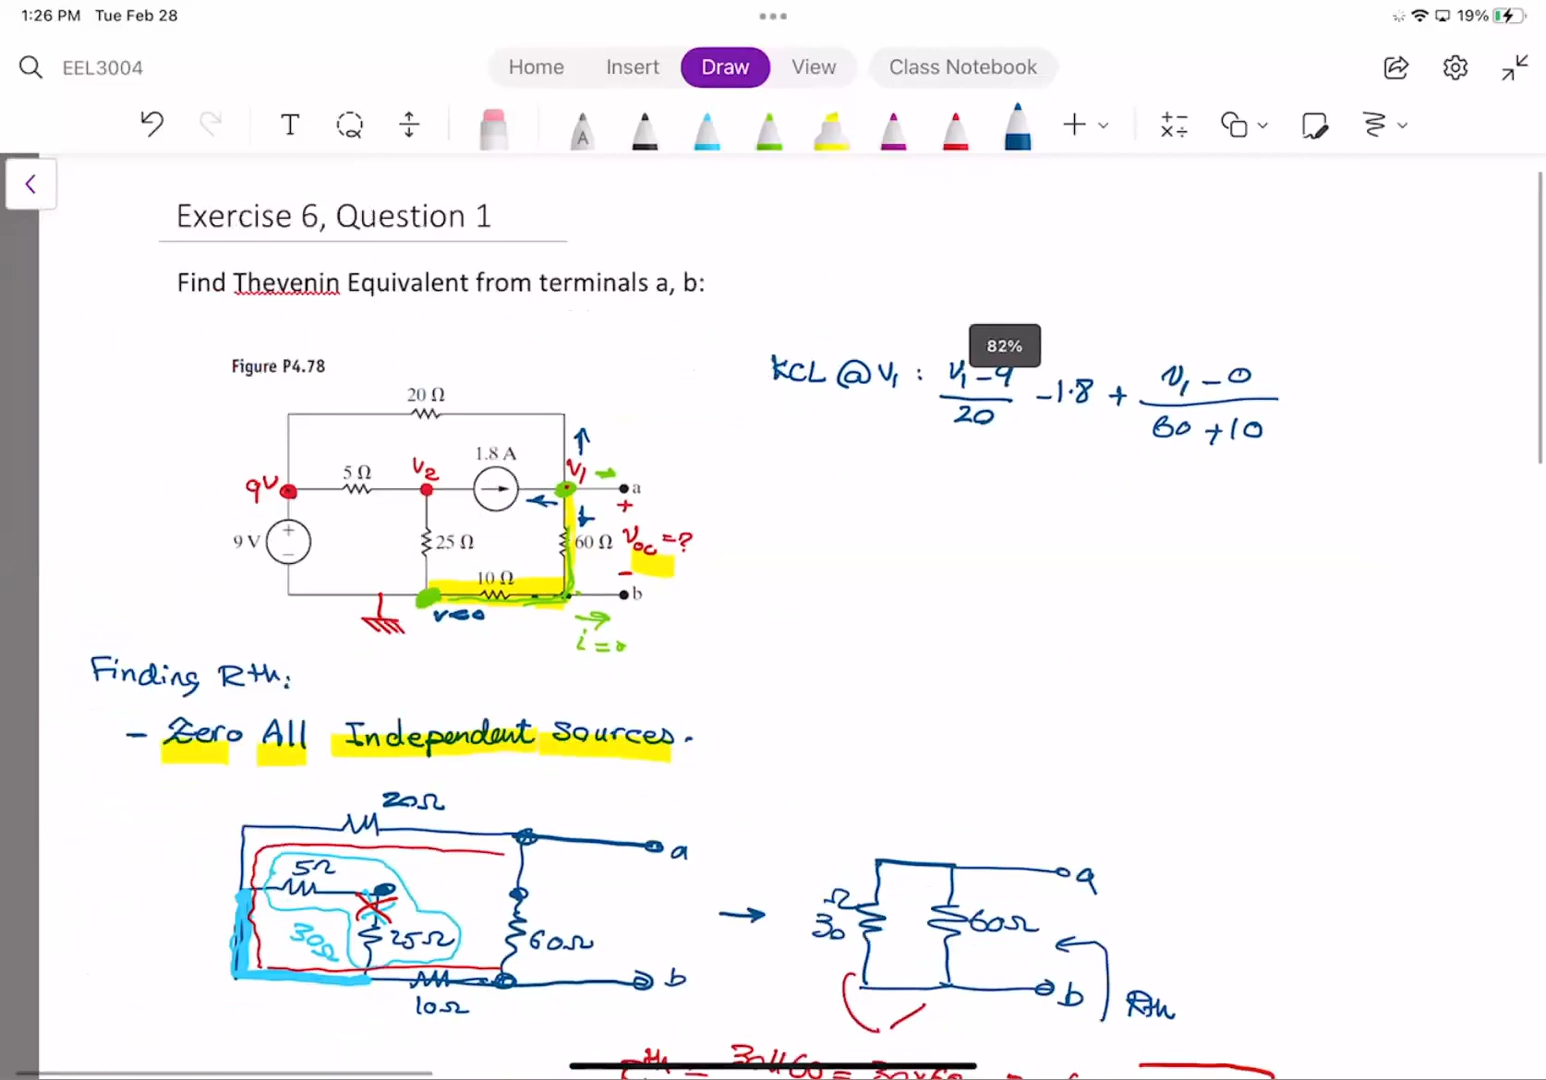 1:26 PM Tue Feb 28
19%
EEL3004
Home Insert Draw View Class Notebook
T
A
Exercise 6, Question 1
Find Thevenin Equivalent from terminals a, b:
82%
Figure P4.78
KCL @ V1 : V1 - 9 / 20 - 1.8 + V1 - 0 / 60 + 10
20 Ω
1.8 A
5 Ω
V2
V1
9V
a
+
9 V
+
−
25 Ω
60 Ω
Voc = ?
10 Ω
−
b
V=0
i = 0
Finding Rth:
- Zero All Independent Sources.
20Ω
a
5Ω
30Ω
25Ω
60Ω
b
10Ω
a
Ω
30
60Ω
b
Rth
30||60 =